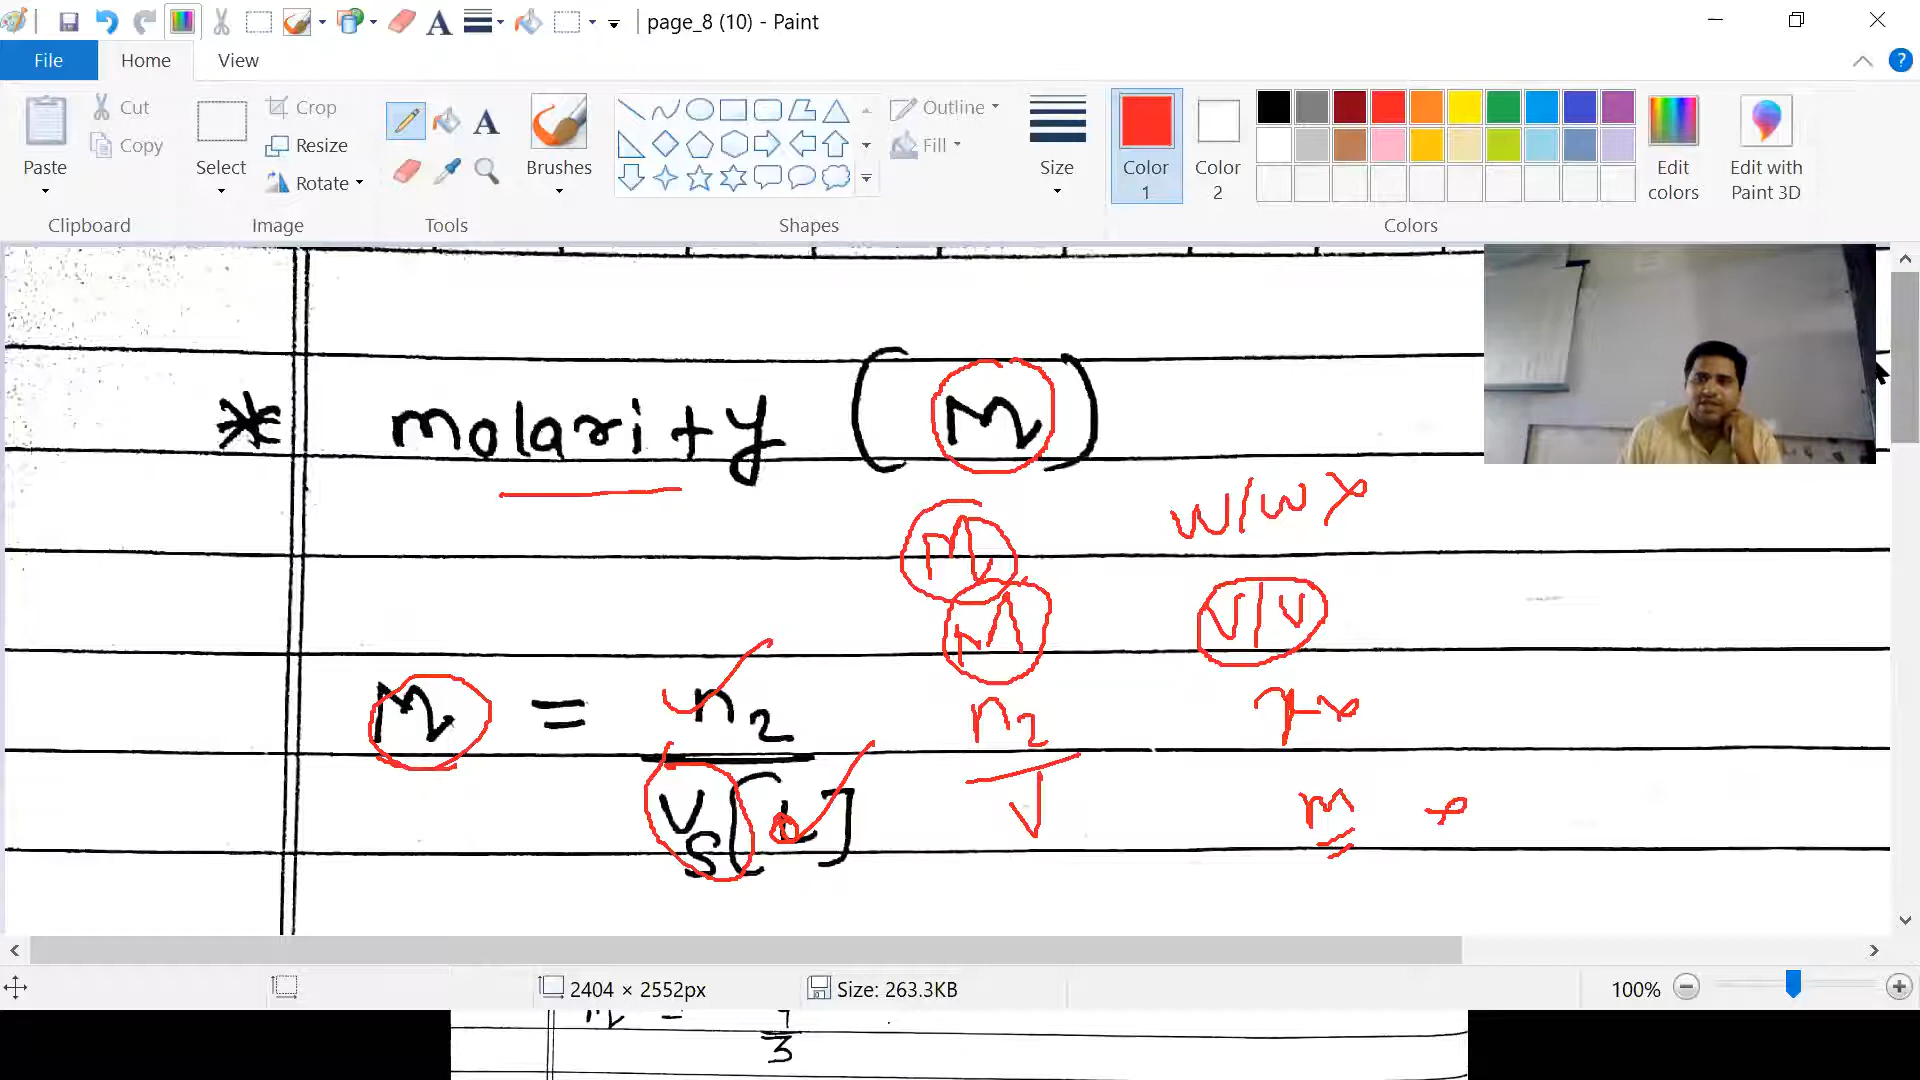 page_8 (10) - Paint
File Home View
Paste Cut Copy Clipboard
Select Crop Resize Rotate Image
Tools
Brushes
Outline Fill Shapes
Size
Color 1 Color 2 Edit colors Edit with Paint 3D Colors
* molarity (M)
M W/W
M V/V
M = n2 / VS[L] n2 / V x
m
2404 × 2552px Size: 263.3KB 100%
M = 4/3